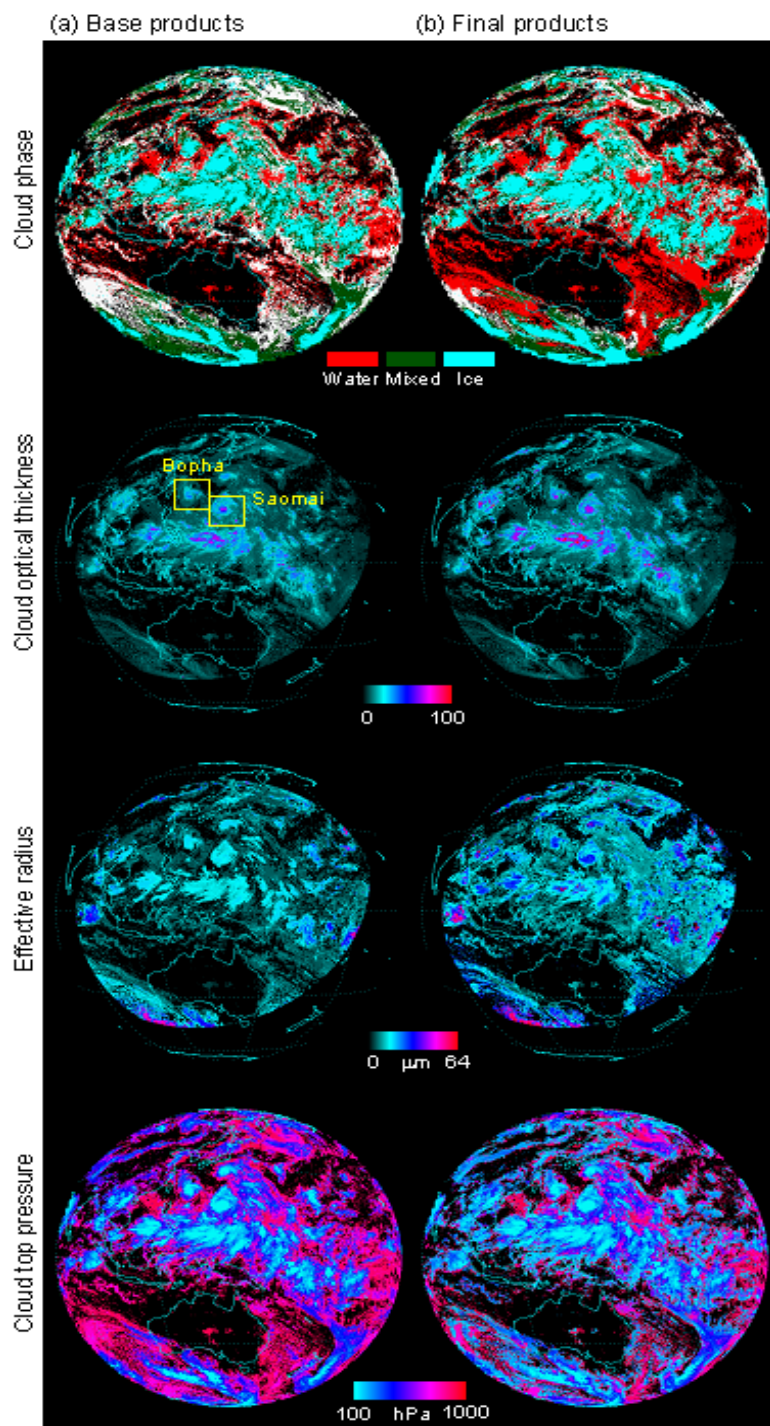 (a) Base products (b) Final products
Cloud phase
Water Mixed Ice
Cloud optical thickness
Bopha
Saomai
0 100
Effective radius
0 µm 64
Cloud top pressure
100 hPa 1000